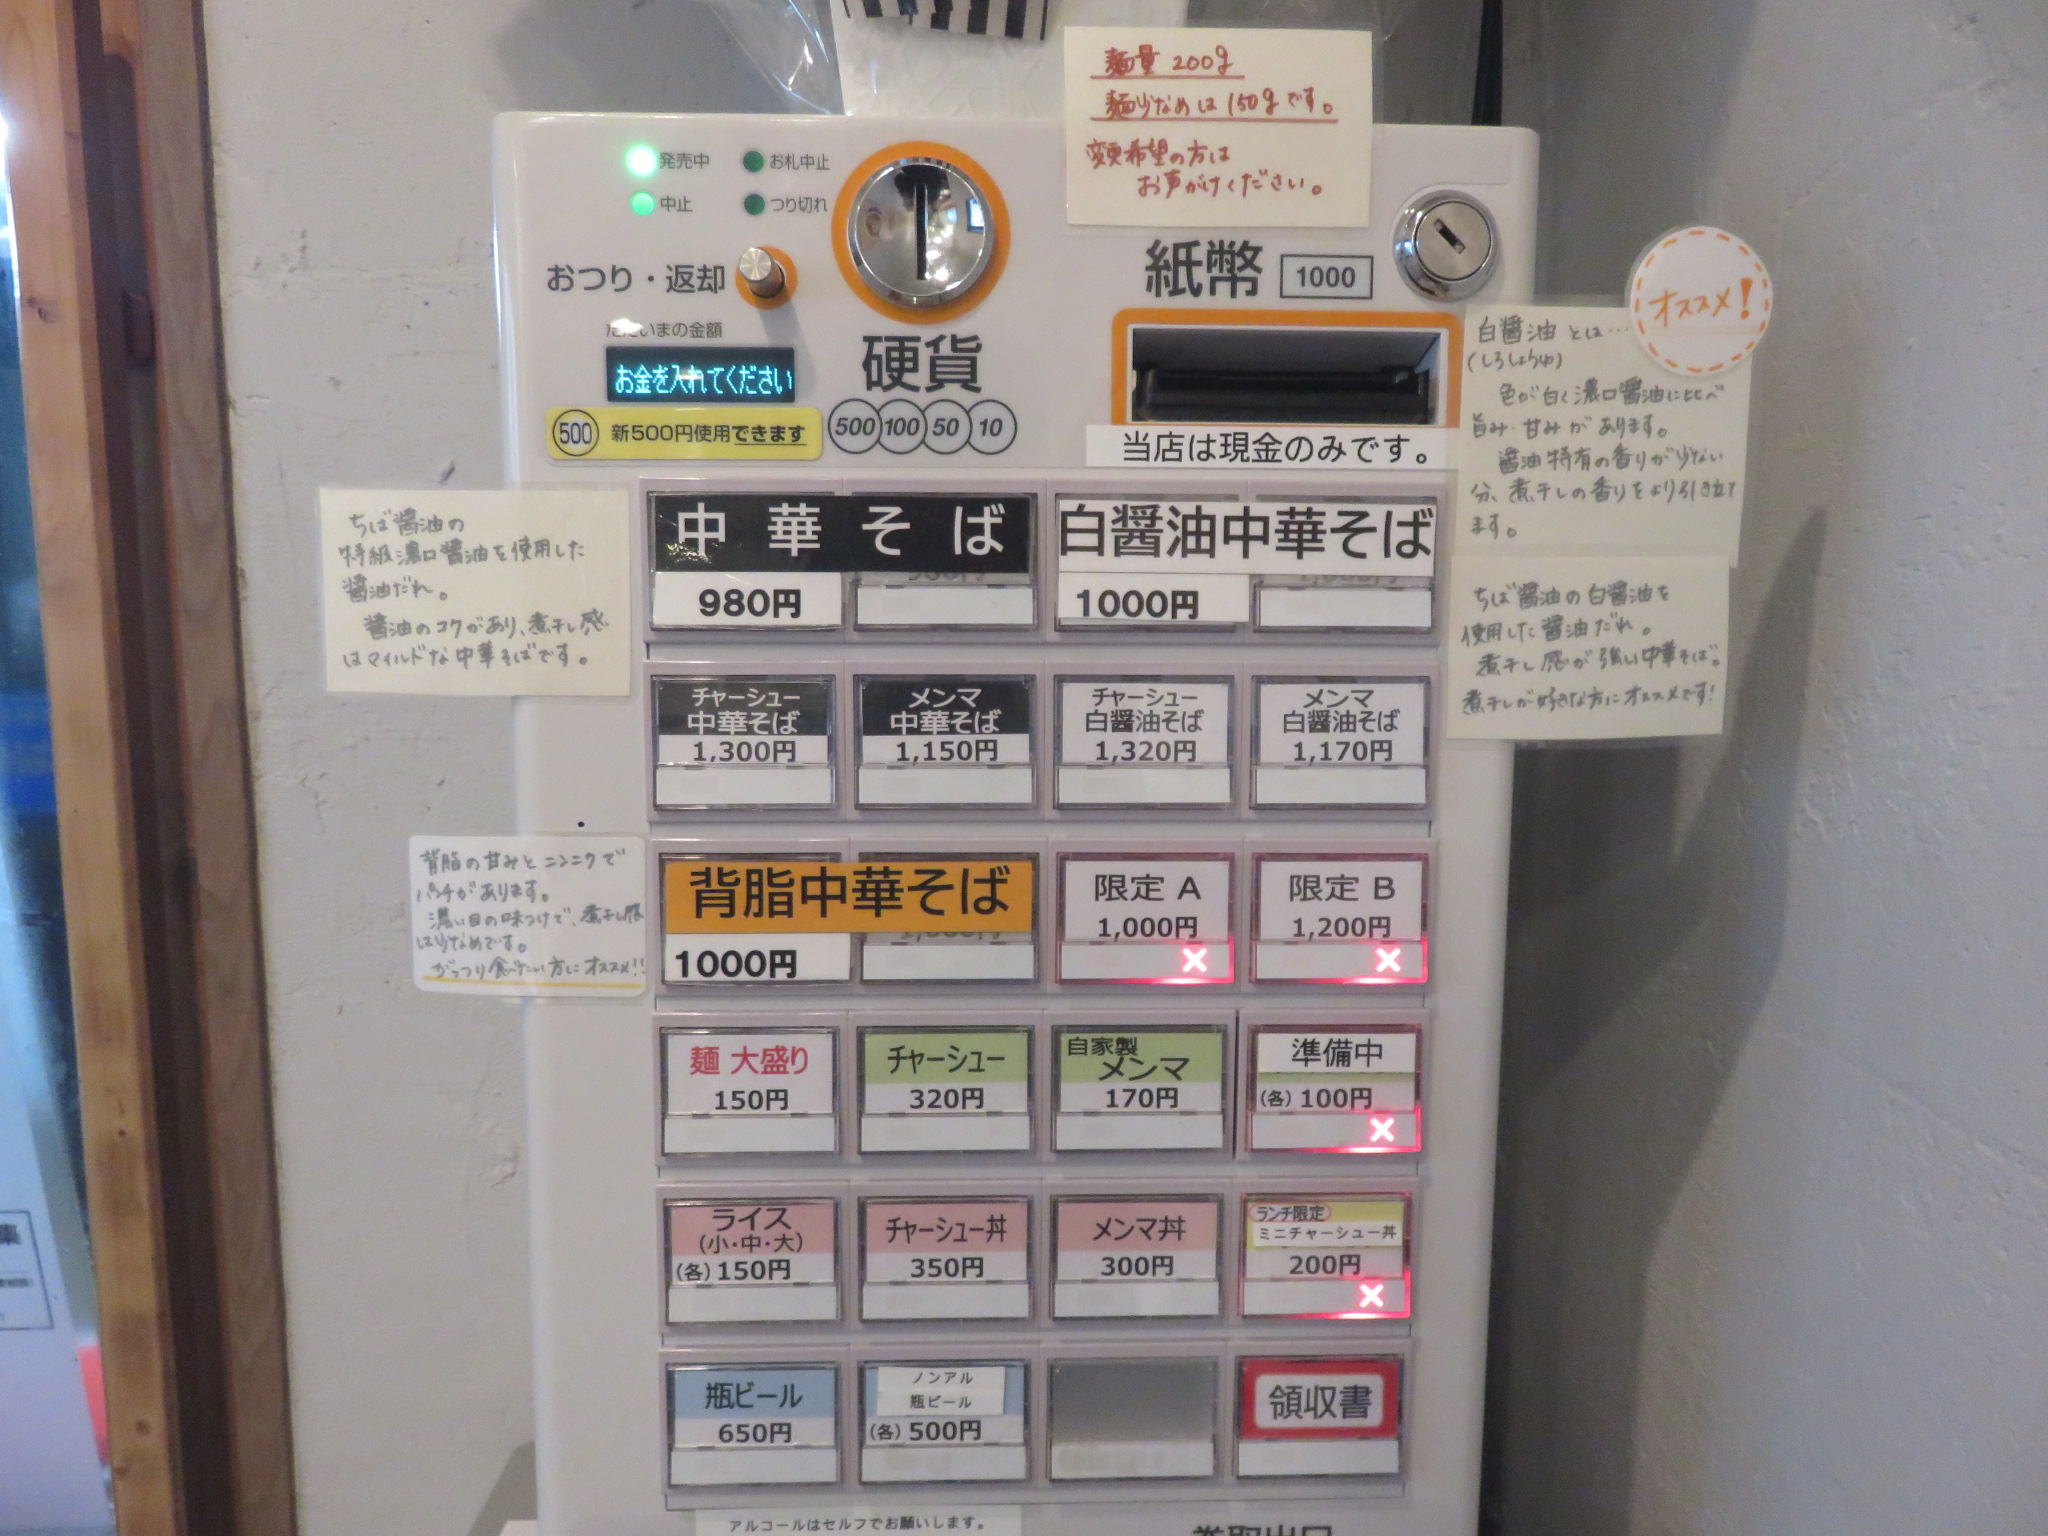 麺量 200g
麺少なめは150gです。
変更希望の方は
お声がけください。
発売中
お札中止
中止
つり切れ
おつり・返却
ただいまの金額
お金を入れてください
500 新500円使用できます
硬貨
500 100 50 10
紙幣 1000
当店は現金のみです。
オススメ!
白醤油とは…
(しろしょうゆ)
色が白く濃口醤油に比べ
旨み・甘みがあります。
醤油特有の香りが少ない
分、煮干しの香りをより引き立て
ます。
ちば醤油の白醤油を
使用した醤油だれ。
煮干し感が強い中華そば。
煮干しが好きな方にオススメです!
ちば醤油の
特級濃口醤油を使用した
醤油だれ。
醤油のコクがあり、煮干し感
はマイルドな中華そばです。
中華そば
980円
白醤油中華そば
1000円
チャーシュー
中華そば
1,300円
メンマ
中華そば
1,150円
チャーシュー
白醤油そば
1,320円
メンマ
白醤油そば
1,170円
背脂の甘みとニンニクで
パンチがあります。
濃い目の味つけで、煮干し感
は少なめです。
がっつり食べたい方にオススメ!!
背脂中華そば
1000円
限定 A
1,000円
×
限定 B
1,200円
×
麺 大盛り
150円
チャーシュー
320円
自家製
メンマ
170円
準備中
(各) 100円
×
ライス
(小・中・大)
(各) 150円
チャーシュー丼
350円
メンマ丼
300円
ランチ限定
ミニチャーシュー丼
200円
×
瓶ビール
650円
ノンアル
瓶ビール
(各) 500円
領収書
アルコールはセルフでお願いします。
券取出口